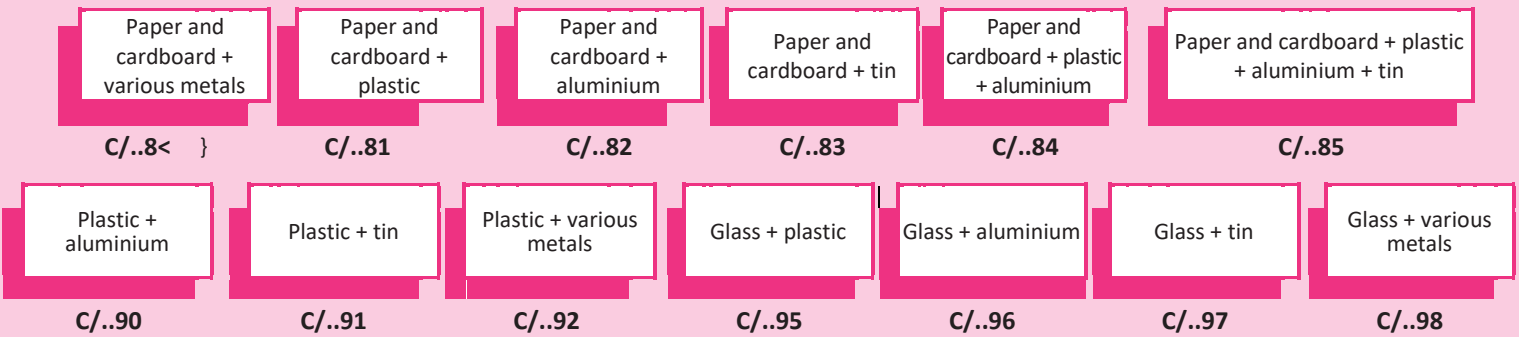 Paper and
cardboard +
various metals
Paper and
cardboard +
plastic
Paper and
cardboard +
aluminium
Paper and
cardboard + tin
Paper and
cardboard + plastic
+ aluminium
Paper and cardboard + plastic
+ aluminium + tin
C/..8< }
C/..81
C/..82
C/..83
C/..84
C/..85
Plastic +
aluminium
Plastic + tin
Plastic + various
metals
Glass + plastic
Glass + aluminium
Glass + tin
Glass + various
metals
C/..90
C/..91
C/..92
C/..95
C/..96
C/..97
C/..98